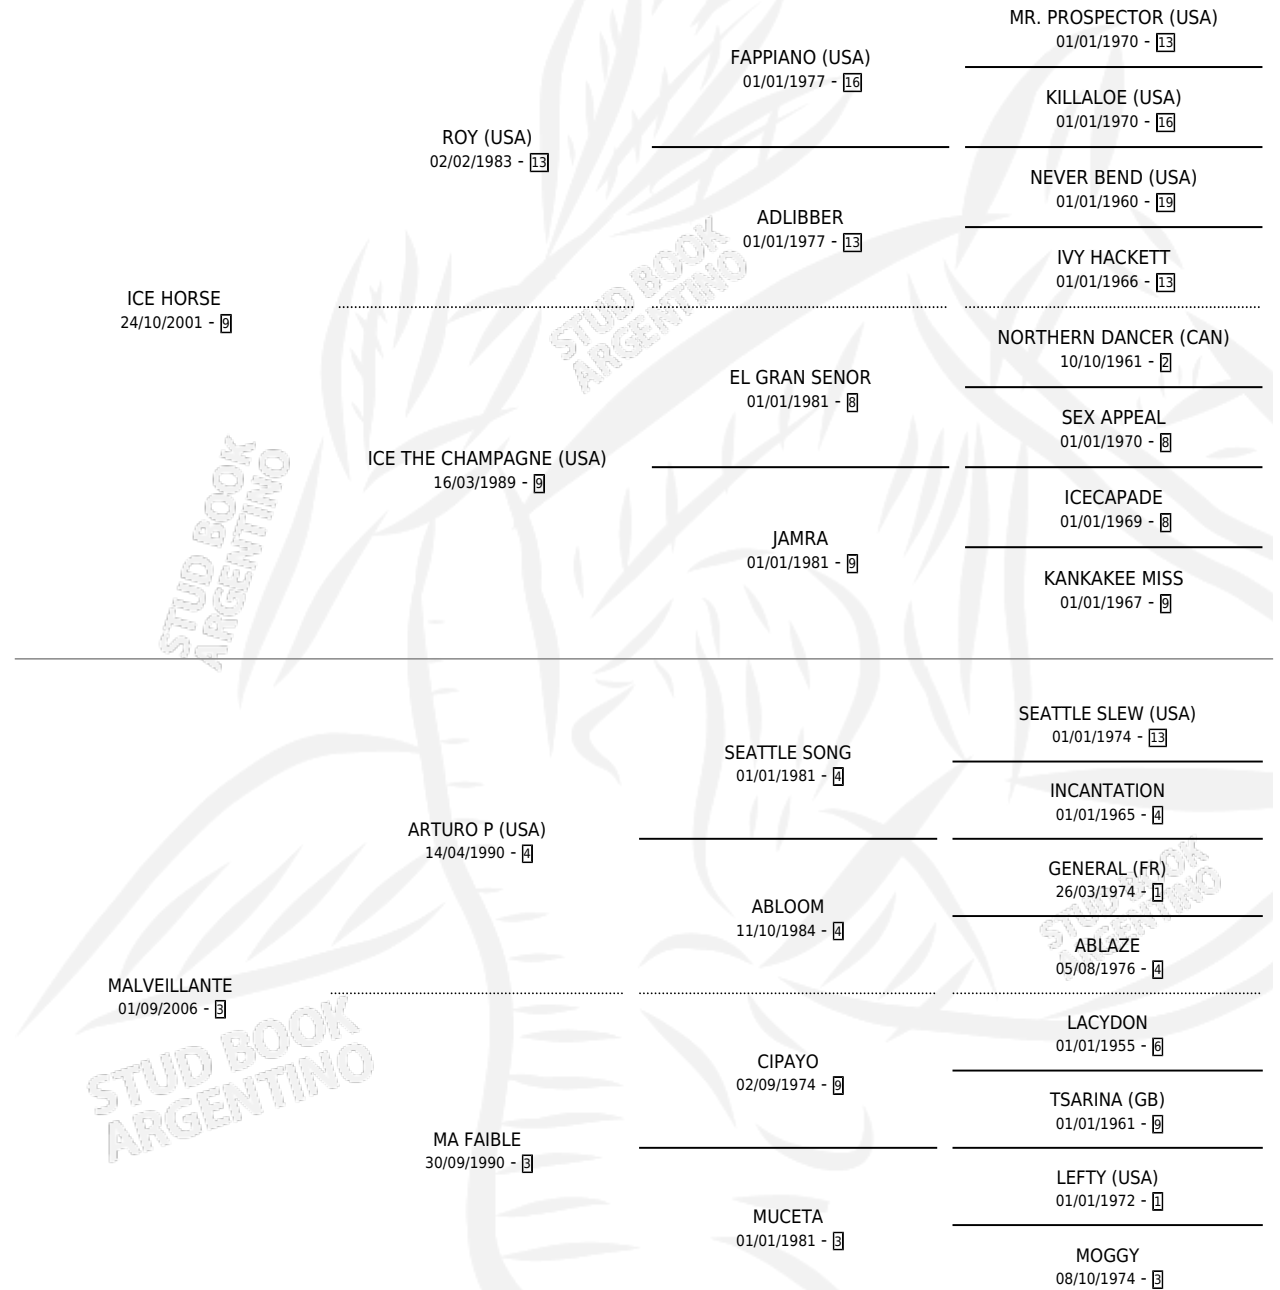 MR. PROSPECTOR (USA)
01/01/1970 - 13
FAPPIANO (USA)
01/01/1977 - 16
KILLALOE (USA)
01/01/1970 - 16
ROY (USA)
02/02/1983 - 13
NEVER BEND (USA)
01/01/1960 - 19
ADLIBBER
01/01/1977 - 13
IVY HACKETT
01/01/1966 - 13
ICE HORSE
24/10/2001 - 9
STUD BOOK
ARGENTINO
NORTHERN DANCER (CAN)
10/10/1961 - 2
EL GRAN SENOR
01/01/1981 - 8
SEX APPEAL
01/01/1970 - 8
ICE THE CHAMPAGNE (USA)
16/03/1989 - 9
ICECAPADE
01/01/1969 - 8
JAMRA
01/01/1981 - 9
KANKAKEE MISS
01/01/1967 - 9
STUD BOOK
ARGENTINO
SEATTLE SLEW (USA)
01/01/1974 - 13
SEATTLE SONG
01/01/1981 - 4
INCANTATION
01/01/1965 - 4
ARTURO P (USA)
14/04/1990 - 4
GENERAL (FR)
26/03/1974 - 1
ABLOOM
11/10/1984 - 4
ABLAZE
05/08/1976 - 4
STUD BOOK
ARGENTINO
MALVEILLANTE
01/09/2006 - 3
LACYDON
01/01/1955 - 6
CIPAYO
02/09/1974 - 9
TSARINA (GB)
01/01/1961 - 9
STUD BOOK
ARGENTINO
MA FAIBLE
30/09/1990 - 3
LEFTY (USA)
01/01/1972 - 1
MUCETA
01/01/1981 - 3
MOGGY
08/10/1974 - 3